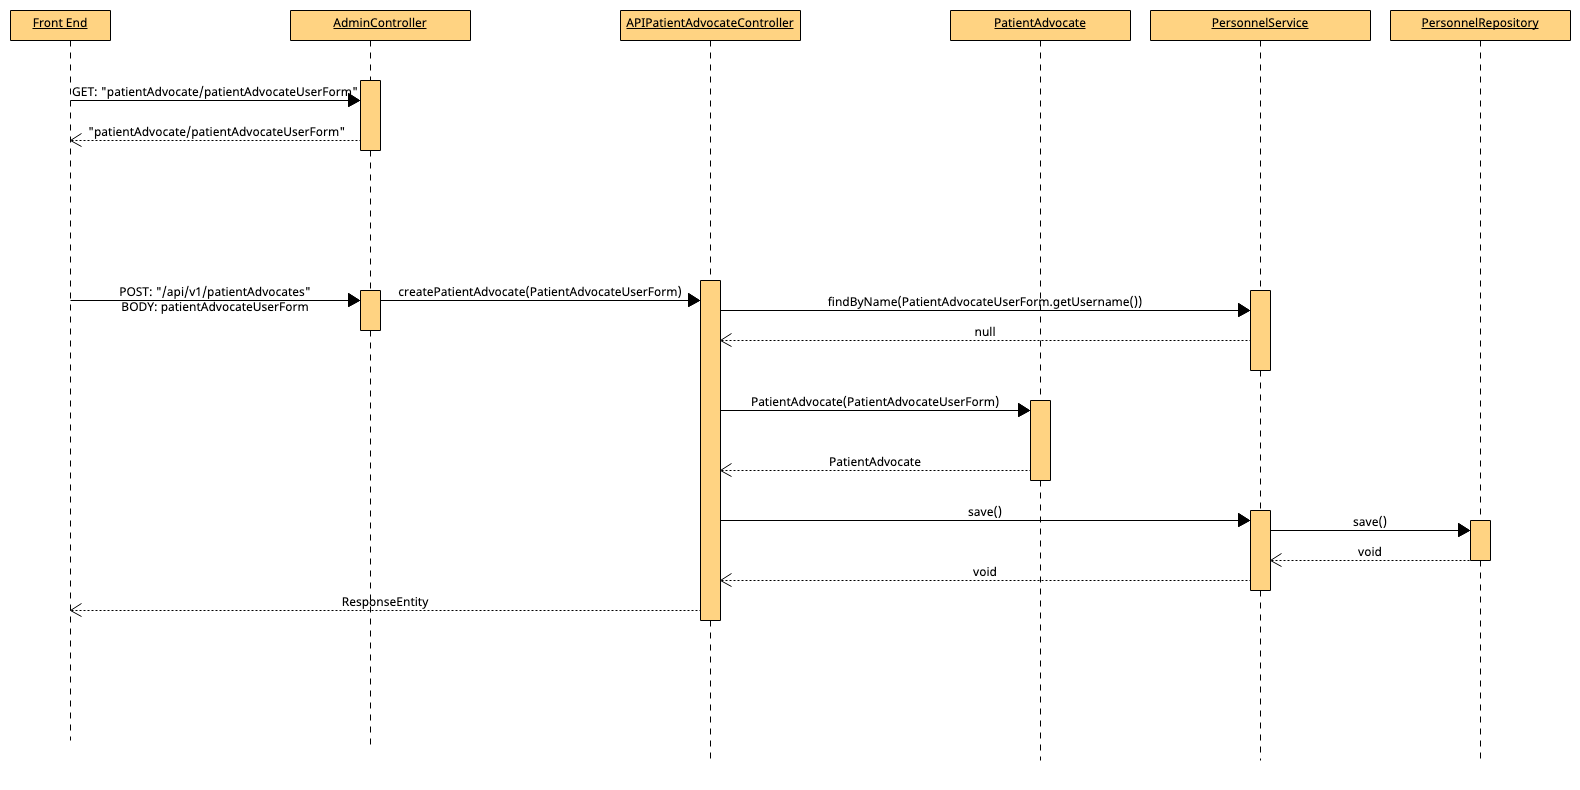 Front End
AdminController
APIPatientAdvocateController
PatientAdvocate
PersonnelService
PersonnelRepository
GET: "patientAdvocate/patientAdvocateUserForm"
"patientAdvocate/patientAdvocateUserForm"
POST: "/api/v1/patientAdvocates"
BODY: patientAdvocateUserForm
createPatientAdvocate(PatientAdvocateUserForm)
findByName(PatientAdvocateUserForm.getUsername())
null
PatientAdvocate(PatientAdvocateUserForm)
PatientAdvocate
save()
save()
void
void
ResponseEntity